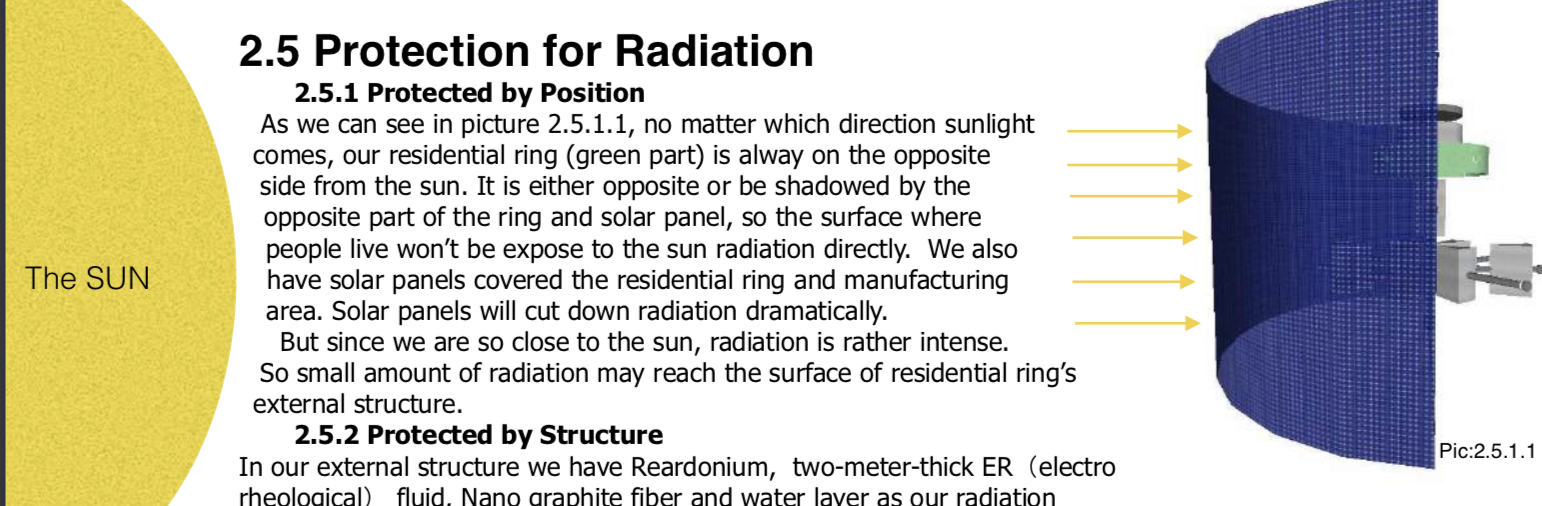 The SUN
2.5 Protection for Radiation
2.5.1 Protected by Position
As we can see in picture 2.5.1.1, no matter which direction sunlight
comes, our residential ring (green part) is alway on the opposite
side from the sun. It is either opposite or be shadowed by the
opposite part of the ring and solar panel, so the surface where
people live won’t be expose to the sun radiation directly.  We also
have solar panels covered the residential ring and manufacturing
area. Solar panels will cut down radiation dramatically.
But since we are so close to the sun, radiation is rather intense.
So small amount of radiation may reach the surface of residential ring’s
external structure.
2.5.2 Protected by Structure
In our external structure we have Reardonium,  two-meter-thick ER（electro
rheological） fluid, Nano graphite fiber and water layer as our radiation
Pic:2.5.1.1